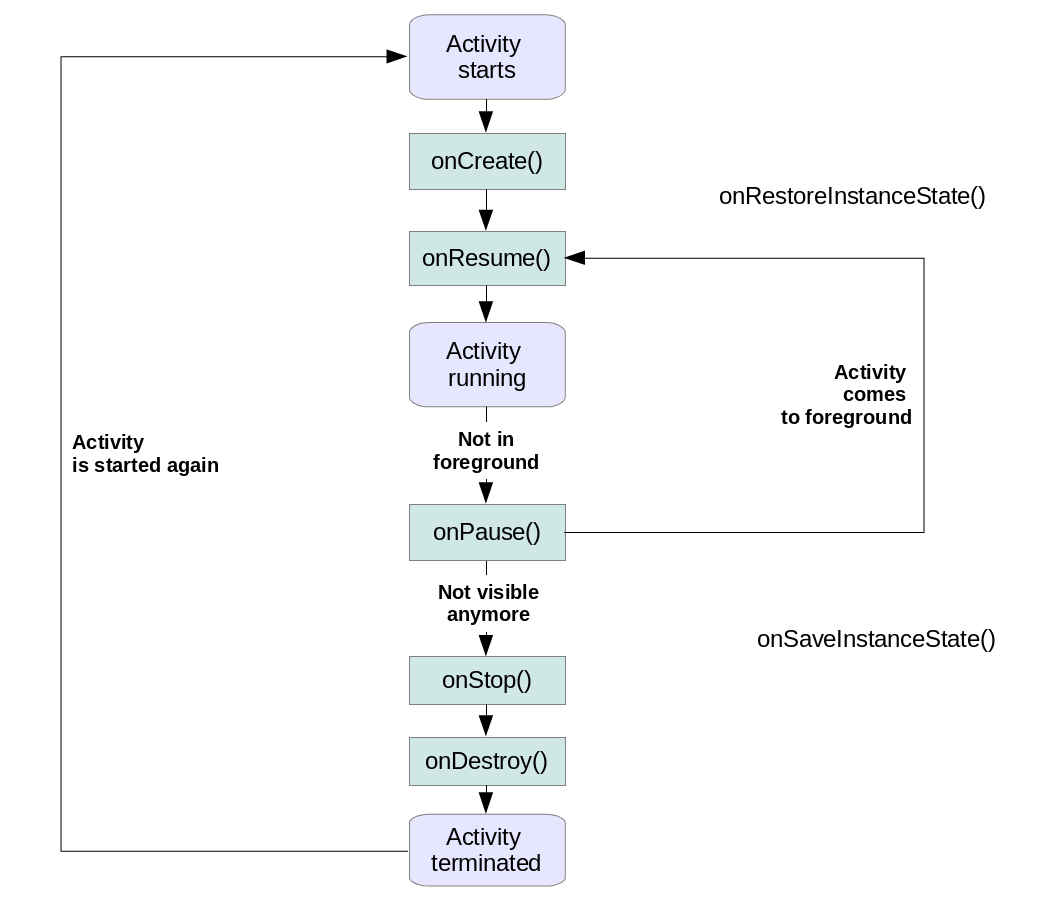 Activity
starts
onCreate()
onRestoreInstanceState()
onResume()
Activity
running
Activity
comes
to foreground
Not in
foreground
Activity
is started again
onPause()
Not visible
anymore
onSaveInstanceState()
onStop()
onDestroy()
Activity
terminated